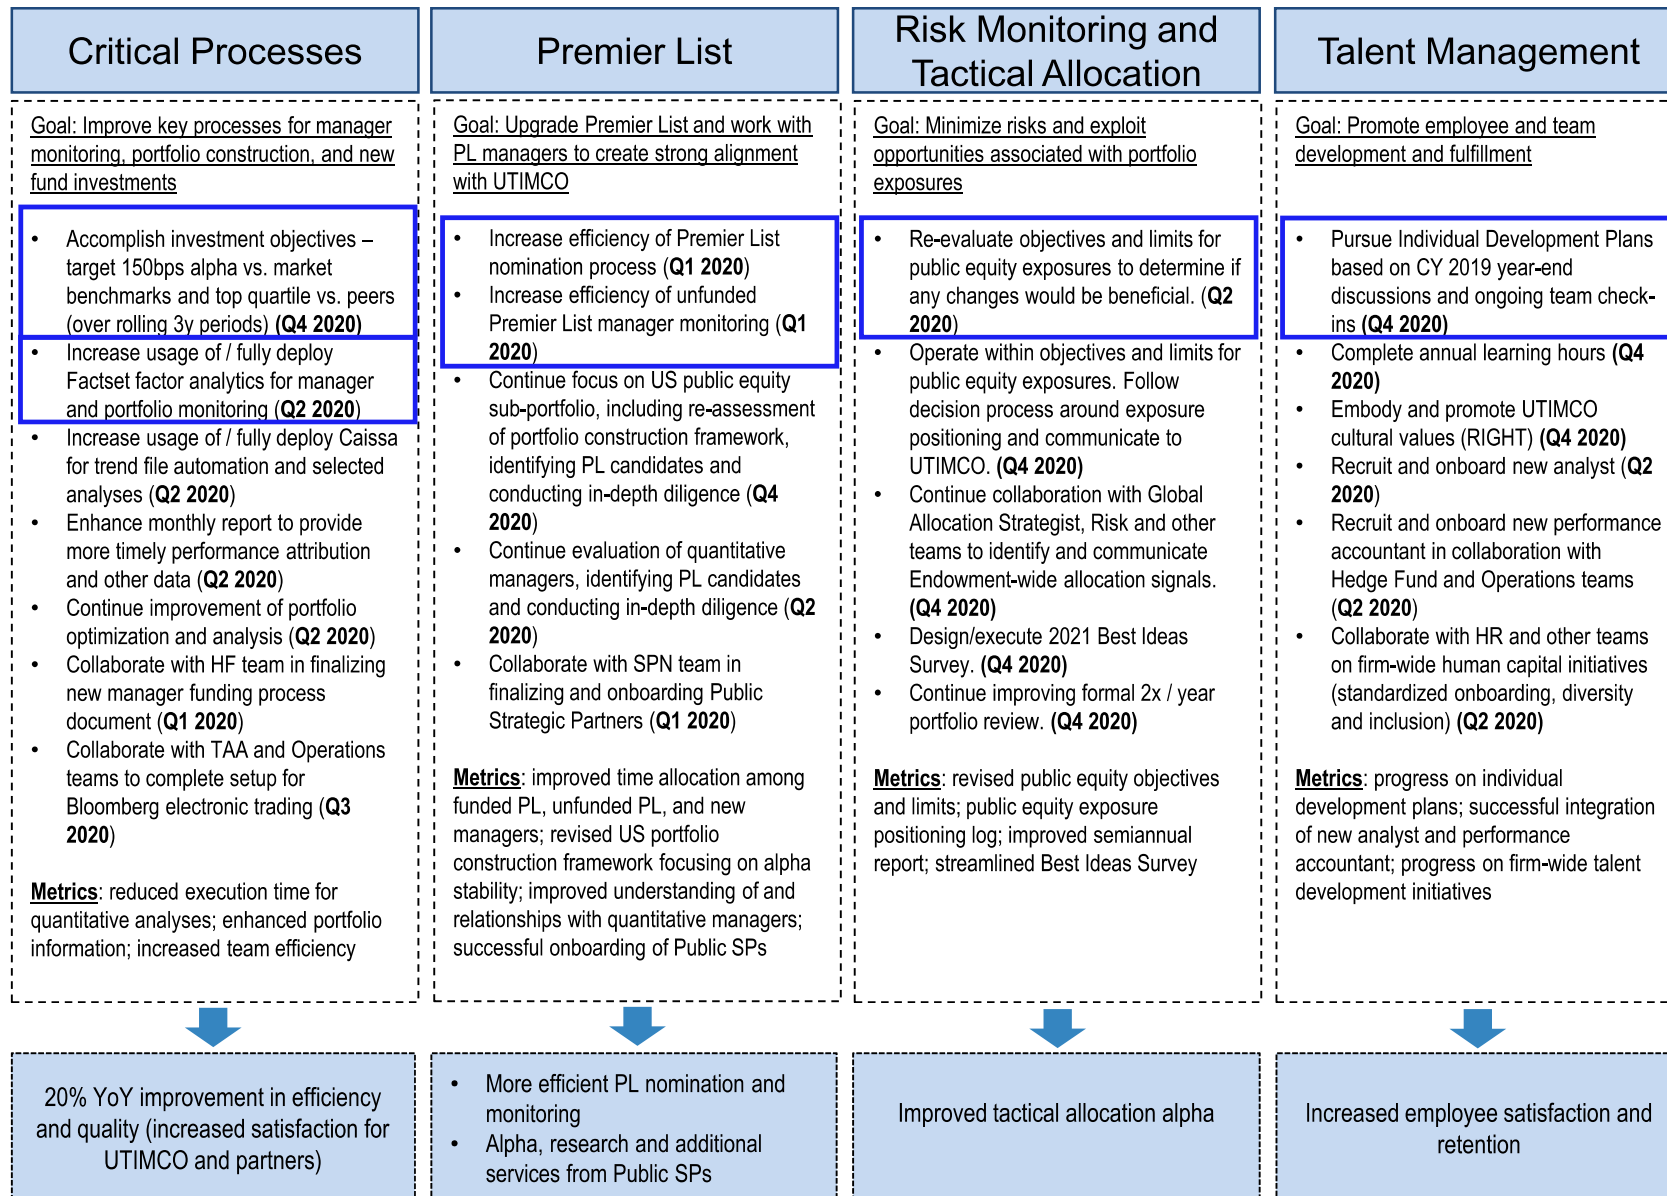 Critical Processes
Goal: Improve key processes for manager
monitoring, portfolio construction, and new
fund investments
• Accomplish investment objectives –
target 150bps alpha vs. market
benchmarks and top quartile vs. peers
(over rolling 3y periods) (Q4 2020)
• Increase usage of / fully deploy
Factset factor analytics for manager
and portfolio monitoring (Q2 2020)
• Increase usage of / fully deploy Caissa
for trend file automation and selected
analyses (Q2 2020)
• Enhance monthly report to provide
more timely performance attribution
and other data (Q2 2020)
• Continue improvement of portfolio
optimization and analysis (Q2 2020)
• Collaborate with HF team in finalizing
new manager funding process
document (Q1 2020)
• Collaborate with TAA and Operations
teams to complete setup for
Bloomberg electronic trading (Q3
2020)
Metrics: reduced execution time for
quantitative analyses; enhanced portfolio
information; increased team efficiency
20% YoY improvement in efficiency
and quality (increased satisfaction for
UTIMCO and partners)
Premier List
Goal: Upgrade Premier List and work with
PL managers to create strong alignment
with UTIMCO
• Increase efficiency of Premier List
nomination process (Q1 2020)
• Increase efficiency of unfunded
Premier List manager monitoring (Q1
2020)
• Continue focus on US public equity
sub-portfolio, including re-assessment
of portfolio construction framework,
identifying PL candidates and
conducting in-depth diligence (Q4
2020)
• Continue evaluation of quantitative
managers, identifying PL candidates
and conducting in-depth diligence (Q2
2020)
• Collaborate with SPN team in
finalizing and onboarding Public
Strategic Partners (Q1 2020)
Metrics: improved time allocation among
funded PL, unfunded PL, and new
managers; revised US portfolio
construction framework focusing on alpha
stability; improved understanding of and
relationships with quantitative managers;
successful onboarding of Public SPs
• More efficient PL nomination and
monitoring
• Alpha, research and additional
services from Public SPs
Risk Monitoring and
Tactical Allocation
Goal: Minimize risks and exploit
opportunities associated with portfolio
exposures
• Re-evaluate objectives and limits for
public equity exposures to determine if
any changes would be beneficial. (Q2
2020)
• Operate within objectives and limits for
public equity exposures. Follow
decision process around exposure
positioning and communicate to
UTIMCO. (Q4 2020)
• Continue collaboration with Global
Allocation Strategist, Risk and other
teams to identify and communicate
Endowment-wide allocation signals.
(Q4 2020)
• Design/execute 2021 Best Ideas
Survey. (Q4 2020)
• Continue improving formal 2x / year
portfolio review. (Q4 2020)
Metrics: revised public equity objectives
and limits; public equity exposure
positioning log; improved semiannual
report; streamlined Best Ideas Survey
Improved tactical allocation alpha
Talent Management
Goal: Promote employee and team
development and fulfillment
• Pursue Individual Development Plans
based on CY 2019 year-end
discussions and ongoing team check-
ins (Q4 2020)
• Complete annual learning hours (Q4
2020)
• Embody and promote UTIMCO
cultural values (RIGHT) (Q4 2020)
• Recruit and onboard new analyst (Q2
2020)
• Recruit and onboard new performance
accountant in collaboration with
Hedge Fund and Operations teams
(Q2 2020)
• Collaborate with HR and other teams
on firm-wide human capital initiatives
(standardized onboarding, diversity
and inclusion) (Q2 2020)
Metrics: progress on individual
development plans; successful integration
of new analyst and performance
accountant; progress on firm-wide talent
development initiatives
Increased employee satisfaction and
retention